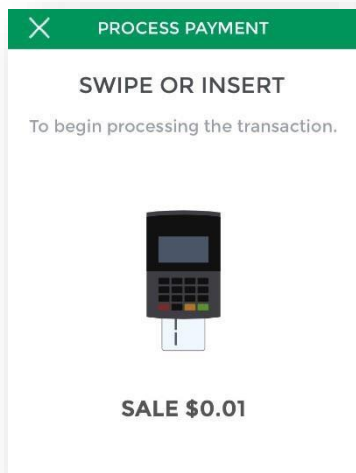 PROCESS PAYMENT
SWIPE OR INSERT
To begin processing the transaction.
SALE $0.01